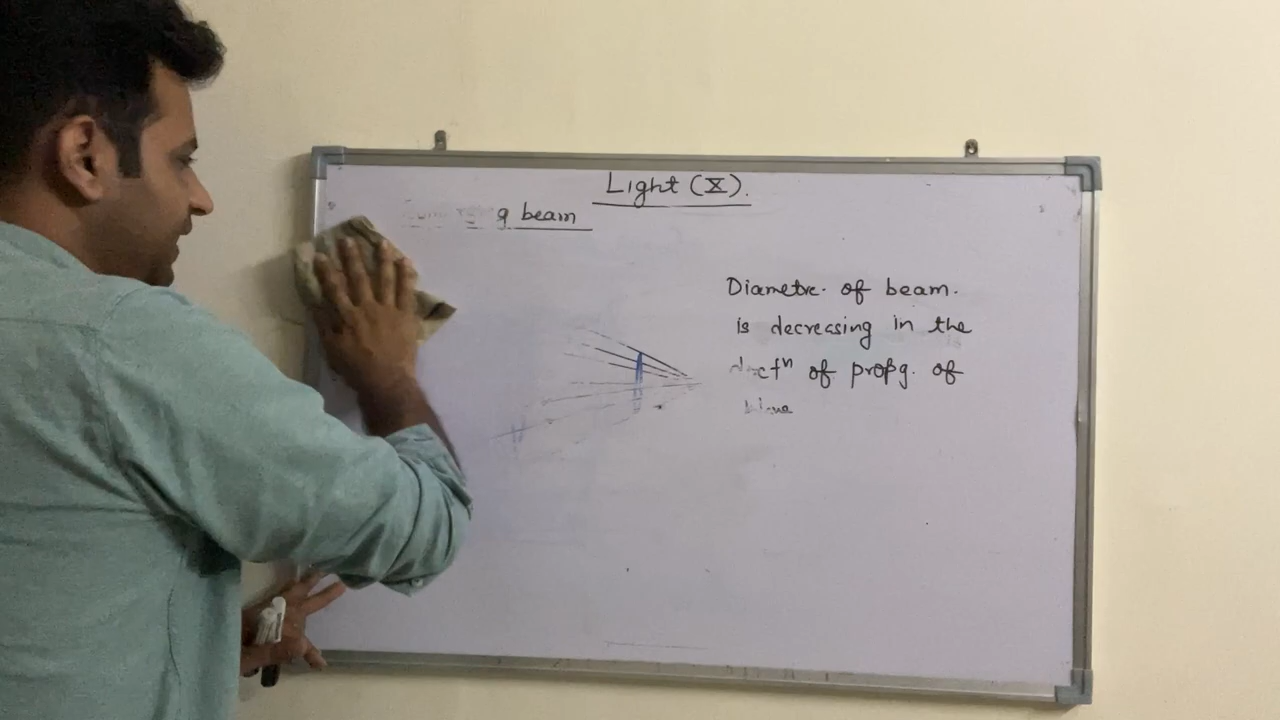 Light (X).
g beam
Diametre. of beam.
is decreasing in the
of propg. of